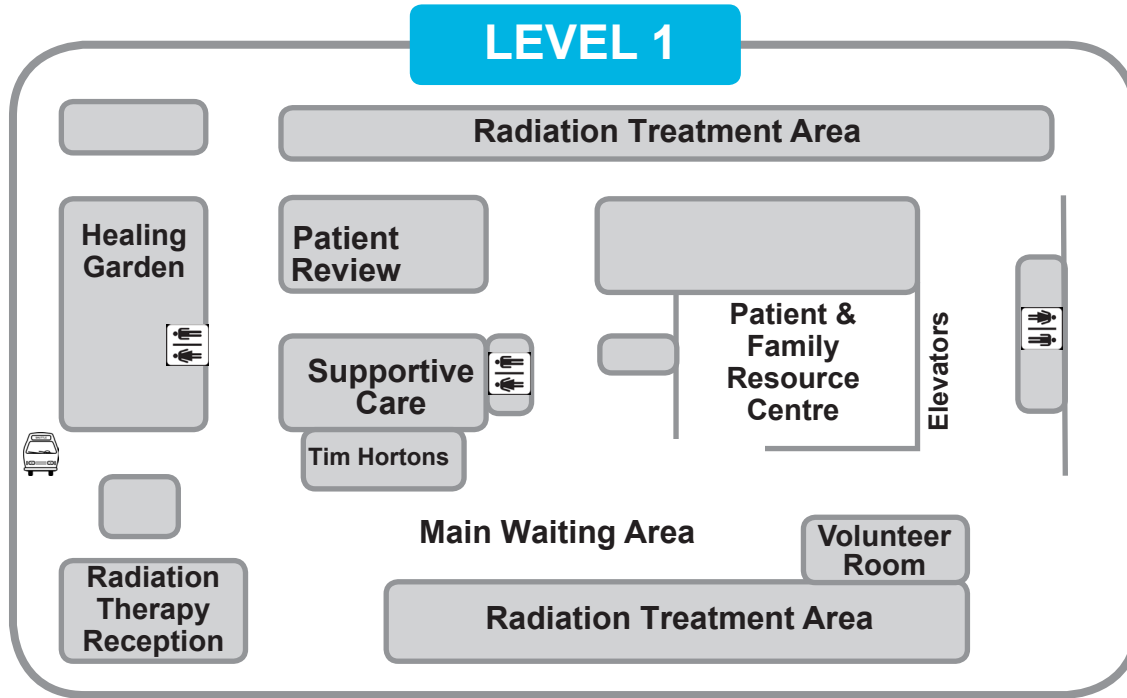 LEVEL 1
Radiation Treatment Area
Healing
Garden
Patient
Review
Patient &
Family
Resource
Centre
Elevators
Supportive
Care
Tim Hortons
Main Waiting Area
Volunteer
Room
Radiation
Therapy
Reception
Radiation Treatment Area